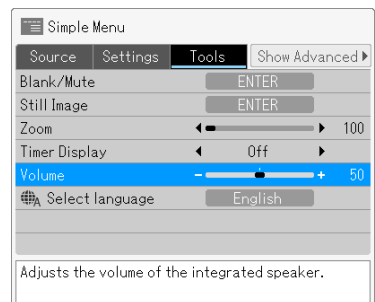 Simple Menu
Source Settings Tools Show Advanced
Blank/Mute ENTER
Still Image ENTER
Zoom 100
Timer Display Off
Volume - + 50
Select language English
Adjusts the volume of the integrated speaker.